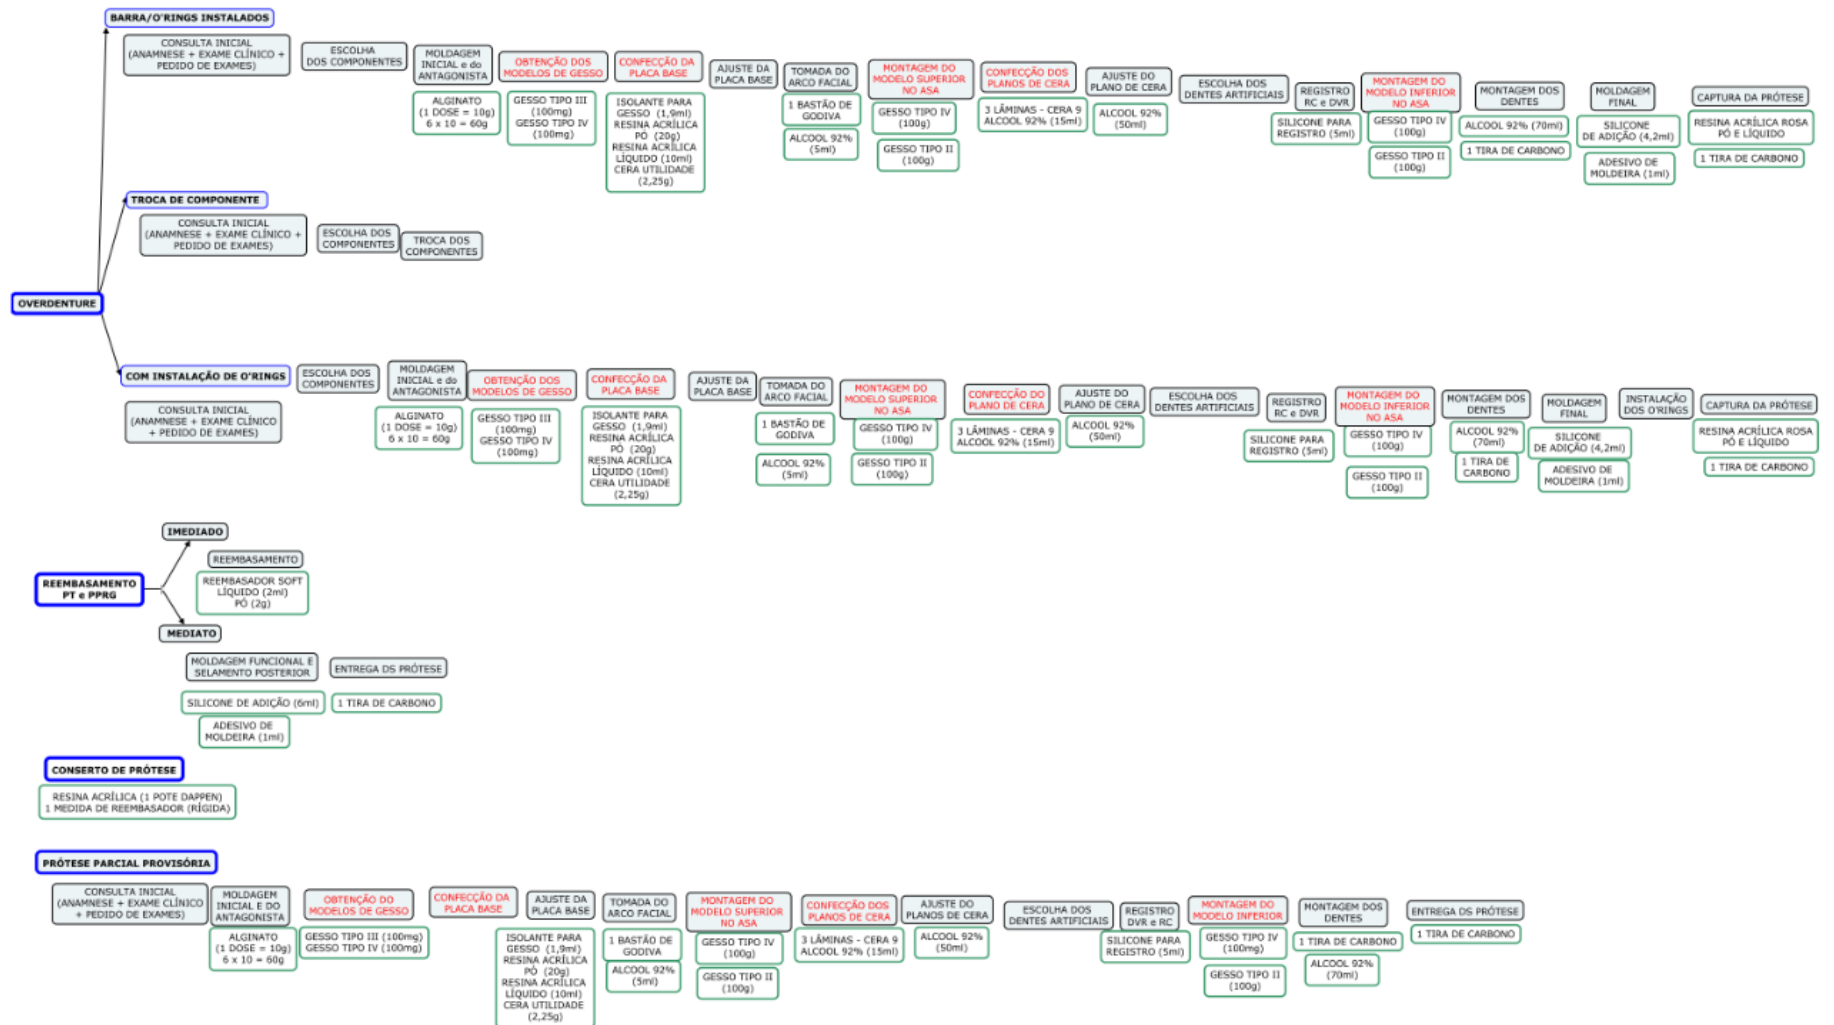 BARRA/O'RINGS INSTALADOS
CONSULTA INICIAL
(ANAMNESE + EXAME CLÍNICO +
PEDIDO DE EXAMES)
ESCOLHA
DOS COMPONENTES
MOLDAGEM
INICIAL e do
ANTAGONISTA
ALGINATO
(1 DOSE = 10g)
6 x 10 = 60g
OBTENÇÃO DOS
MODELOS DE GESSO
GESSO TIPO III
(100mg)
GESSO TIPO IV
(100mg)
CONFECÇÃO DA
PLACA BASE
ISOLANTE PARA
GESSO (1,9ml)
RESINA ACRÍLICA
PÓ (20g)
RESINA ACRÍLICA
LÍQUIDO (10ml)
CERA UTILIDADE
(2,25g)
AJUSTE DA
PLACA BASE
TOMADA DO
ARCO FACIAL
1 BASTÃO DE
GODIVA
ALCOOL 92%
(5ml)
MONTAGEM DO
MODELO SUPERIOR
NO ASA
GESSO TIPO IV
(100g)
GESSO TIPO II
(100g)
CONFECÇÃO DOS
PLANOS DE CERA
3 LÂMINAS - CERA 9
ALCOOL 92% (15ml)
AJUSTE DO
PLANO DE CERA
ALCOOL 92%
(50ml)
ESCOLHA DOS
DENTES ARTIFICIAIS
REGISTRO
RC e DVR
SILICONE PARA
REGISTRO (5ml)
MONTAGEM DO
MODELO INFERIOR
NO ASA
GESSO TIPO IV
(100g)
GESSO TIPO II
(100g)
MONTAGEM DOS
DENTES
ALCOOL 92% (70ml)
1 TIRA DE CARBONO
MOLDAGEM
FINAL
SILICONE
DE ADIÇÃO (4,2ml)
ADESIVO DE
MOLDEIRA (1ml)
CAPTURA DA PRÓTESE
RESINA ACRÍLICA ROSA
PÓ E LÍQUIDO
1 TIRA DE CARBONO
TROCA DE COMPONENTE
CONSULTA INICIAL
(ANAMNESE + EXAME CLÍNICO +
PEDIDO DE EXAMES)
ESCOLHA DOS
COMPONENTES
TROCA DOS
COMPONENTES
OVERDENTURE
COM INSTALAÇÃO DE O'RINGS
CONSULTA INICIAL
(ANAMNESE + EXAME CLÍNICO
+ PEDIDO DE EXAMES)
ESCOLHA DOS
COMPONENTES
MOLDAGEM
INICIAL e do
ANTAGONISTA
ALGINATO
(1 DOSE = 10g)
6 x 10 = 60g
OBTENÇÃO DOS
MODELOS DE GESSO
GESSO TIPO III
(100mg)
GESSO TIPO IV
(100mg)
CONFECÇÃO DA
PLACA BASE
ISOLANTE PARA
GESSO (1,9ml)
RESINA ACRÍLICA
PÓ (20g)
RESINA ACRÍLICA
LÍQUIDO (10ml)
CERA UTILIDADE
(2,25g)
AJUSTE DA
PLACA BASE
TOMADA DO
ARCO FACIAL
1 BASTÃO DE
GODIVA
ALCOOL 92%
(5ml)
MONTAGEM DO
MODELO SUPERIOR
NO ASA
GESSO TIPO IV
(100g)
GESSO TIPO II
(100g)
CONFECÇÃO DO
PLANO DE CERA
3 LÂMINAS - CERA 9
ALCOOL 92% (15ml)
AJUSTE DO
PLANO DE CERA
ALCOOL 92%
(50ml)
ESCOLHA DOS
DENTES ARTIFICIAIS
REGISTRO
RC e DVR
SILICONE PARA
REGISTRO (5ml)
MONTAGEM DO
MODELO INFERIOR
NO ASA
GESSO TIPO IV
(100g)
GESSO TIPO II
(100g)
MONTAGEM DOS
DENTES
ALCOOL 92%
(70ml)
1 TIRA DE
CARBONO
MOLDAGEM
FINAL
SILICONE
DE ADIÇÃO (4,2ml)
ADESIVO DE
MOLDEIRA (1ml)
INSTALAÇÃO
DOS O'RINGS
CAPTURA DA PRÓTESE
RESINA ACRÍLICA ROSA
PÓ E LÍQUIDO
1 TIRA DE CARBONO
REEMBASAMENTO
PT e PPRG
IMEDIADO
REEMBASAMENTO
REEMBASADOR SOFT
LÍQUIDO (2ml)
PÓ (2g)
MEDIATO
MOLDAGEM FUNCIONAL E
SELAMENTO POSTERIOR
SILICONE DE ADIÇÃO (6ml)
ADESIVO DE
MOLDEIRA (1ml)
ENTREGA DS PRÓTESE
1 TIRA DE CARBONO
CONSERTO DE PRÓTESE
RESINA ACRÍLICA (1 POTE DAPPEN)
1 MEDIDA DE REEMBASADOR (RÍGIDA)
PRÓTESE PARCIAL PROVISÓRIA
CONSULTA INICIAL
(ANAMNESE + EXAME CLÍNICO
+ PEDIDO DE EXAMES)
MOLDAGEM
INICIAL E DO
ANTAGONISTA
ALGINATO
(1 DOSE = 10g)
6 x 10 = 60g
OBTENÇÃO DO
MODELOS DE GESSO
GESSO TIPO III (100mg)
GESSO TIPO IV (100mg)
CONFECÇÃO DA
PLACA BASE
AJUSTE DA
PLACA BASE
ISOLANTE PARA
GESSO (1,9ml)
RESINA ACRÍLICA
PÓ (20g)
RESINA ACRÍLICA
LÍQUIDO (10ml)
CERA UTILIDADE
(2,25g)
TOMADA DO
ARCO FACIAL
1 BASTÃO DE
GODIVA
ALCOOL 92%
(5ml)
MONTAGEM DO
MODELO SUPERIOR
NO ASA
GESSO TIPO IV
(100g)
GESSO TIPO II
(100g)
CONFECÇÃO DOS
PLANOS DE CERA
3 LÂMINAS - CERA 9
ALCOOL 92% (15ml)
AJUSTE DO
PLANOS DE CERA
ALCOOL 92%
(50ml)
ESCOLHA DOS
DENTES ARTIFICIAIS
REGISTRO
DVR e RC
SILICONE PARA
REGISTRO (5ml)
MONTAGEM DO
MODELO INFERIOR
GESSO TIPO IV
(100mg)
GESSO TIPO II
(100g)
MONTAGEM DOS
DENTES
1 TIRA DE CARBONO
ALCOOL 92%
(70ml)
ENTREGA DS PRÓTESE
1 TIRA DE CARBONO